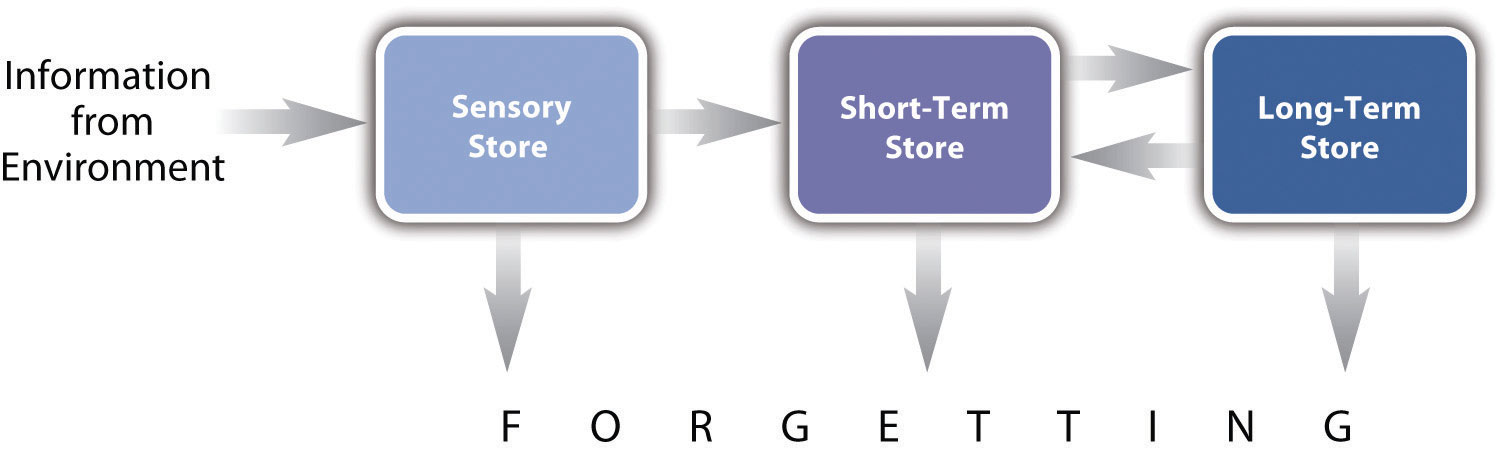 Information
from
Environment
Sensory
Store
Short-Term
Store
Long-Term
Store
F O R G E T T I N G